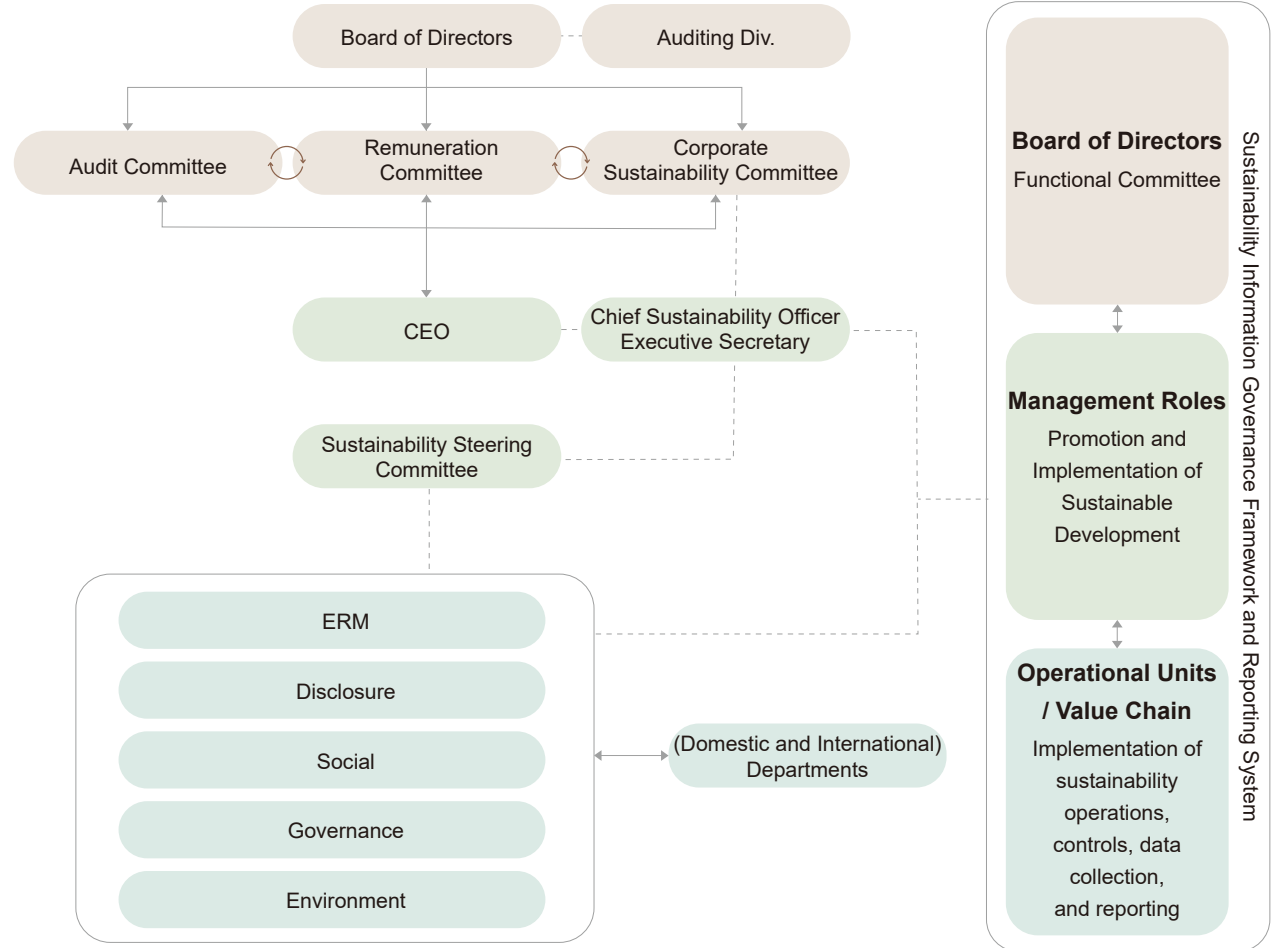 Board of Directors
Auditing Div.
Audit Committee
Remuneration
Committee
Corporate
Sustainability Committee
CEO
Chief Sustainability Officer
Executive Secretary
Sustainability Steering
Committee
ERM
Disclosure
Social
Governance
Environment
(Domestic and International)
Departments
Board of Directors
Functional Committee
Management Roles
Promotion and
Implementation of
Sustainable
Development
Operational Units
/ Value Chain
Implementation of
sustainability
operations,
controls, data
collection,
and reporting
Sustainability Information Governance Framework and Reporting System